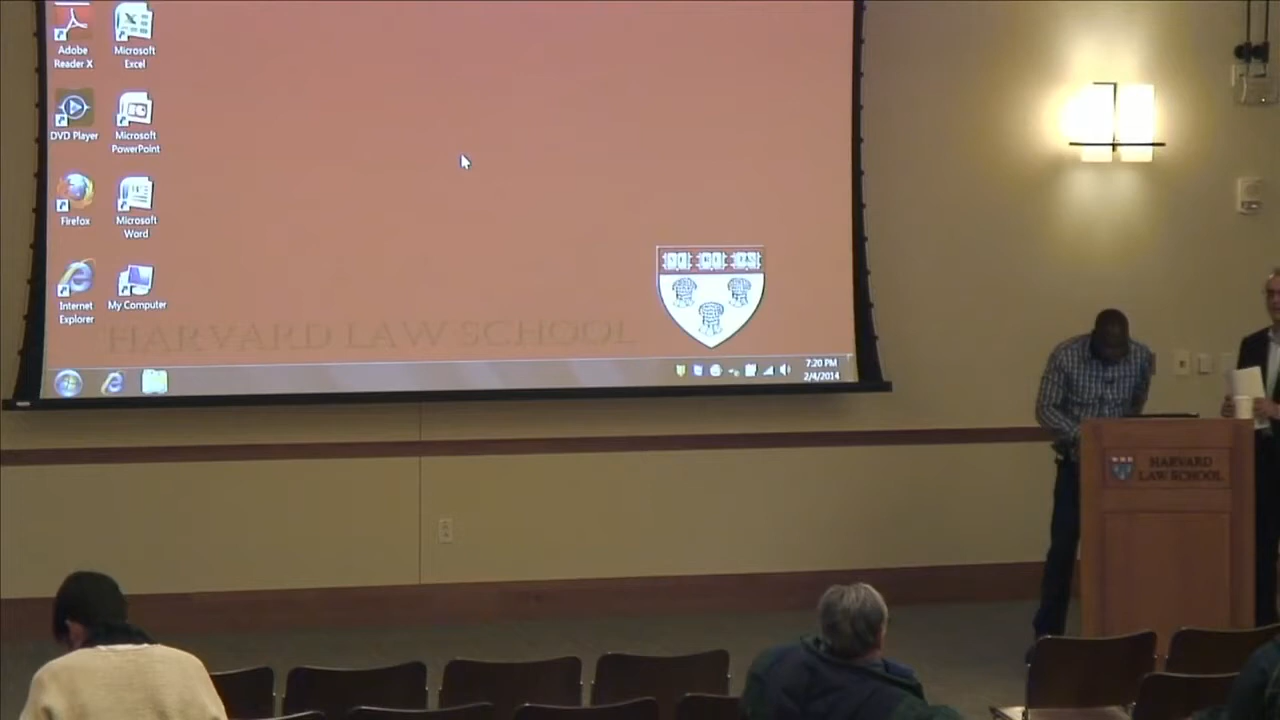 Adobe
Reader X
Microsoft
Excel
DVD Player
Microsoft
PowerPoint
Firefox
Microsoft
Word
Internet
Explorer
My Computer
HARVARD LAW SCHOOL
7:20 PM
2/4/2014
HARVARD
LAW SCHOOL